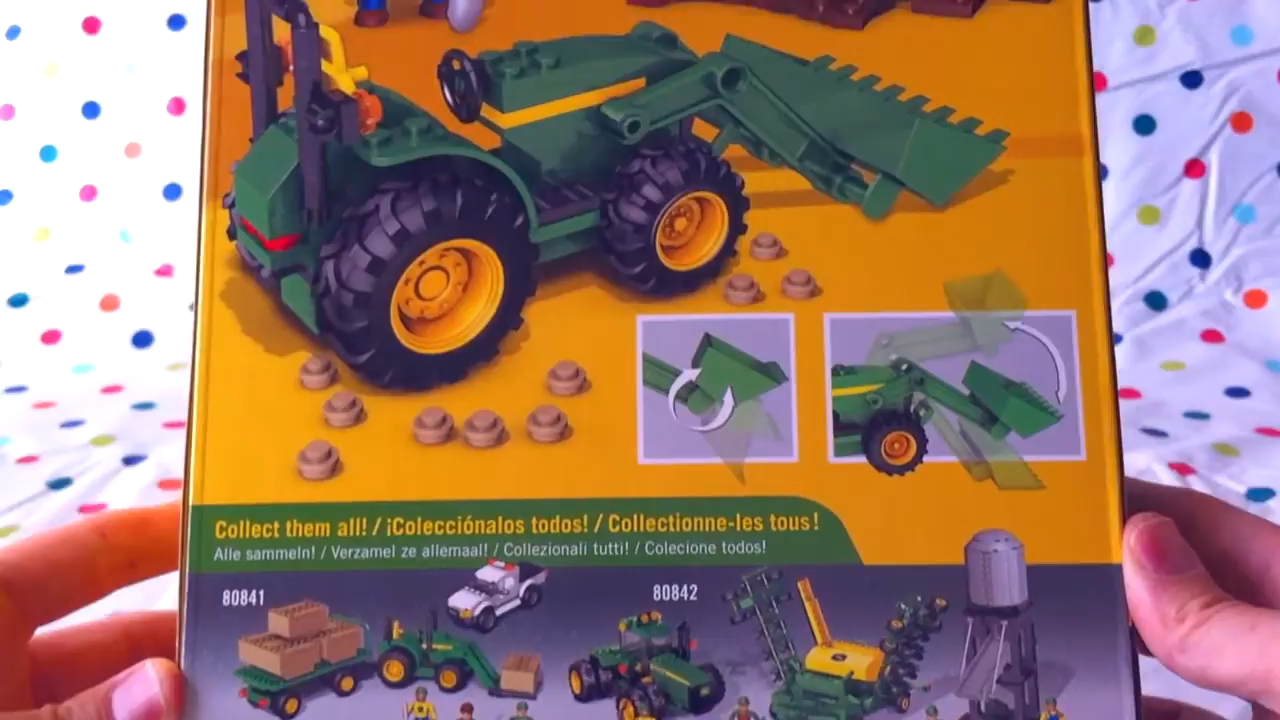 Collect them all! / ¡Colecciónalos todos! / Collectionne-les tous!
Alle sammeln! / Verzamel ze allemaal! / Collezionali tutti! / Colecione todos!
80841
80842